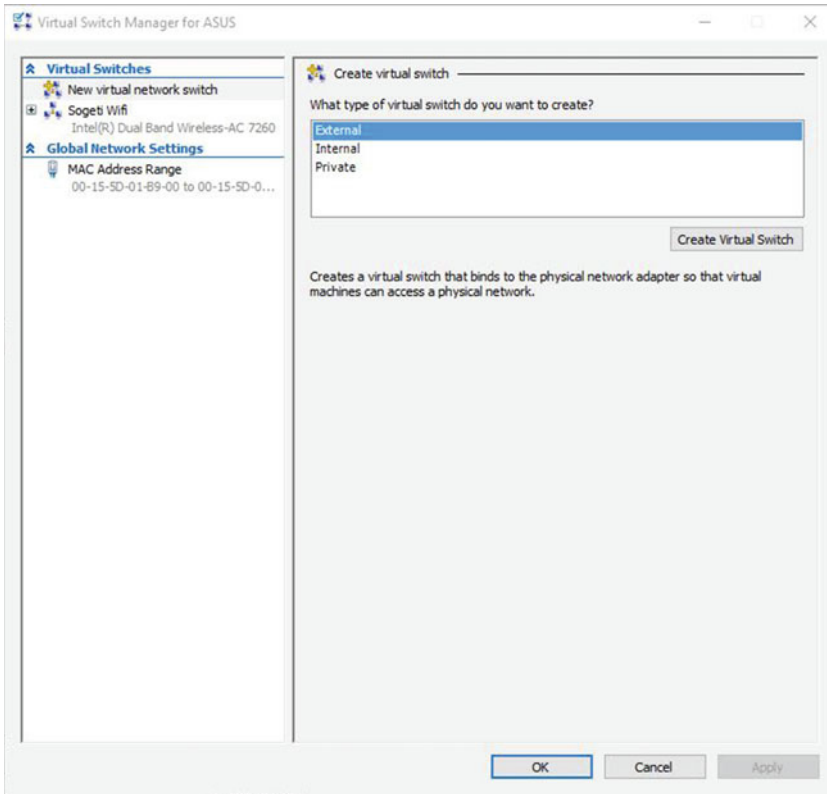 Virtual Switch Manager for ASUS
Virtual Switches
New virtual network switch
Sogeti Wifi
Intel(R) Dual Band Wireless-AC 7260
Global Network Settings
MAC Address Range
00-15-5D-01-B9-00 to 00-15-5D-0...
Create virtual switch
What type of virtual switch do you want to create?
External
Internal
Private
Create Virtual Switch
Creates a virtual switch that binds to the physical network adapter so that virtual
machines can access a physical network.
OK
Cancel
Apply